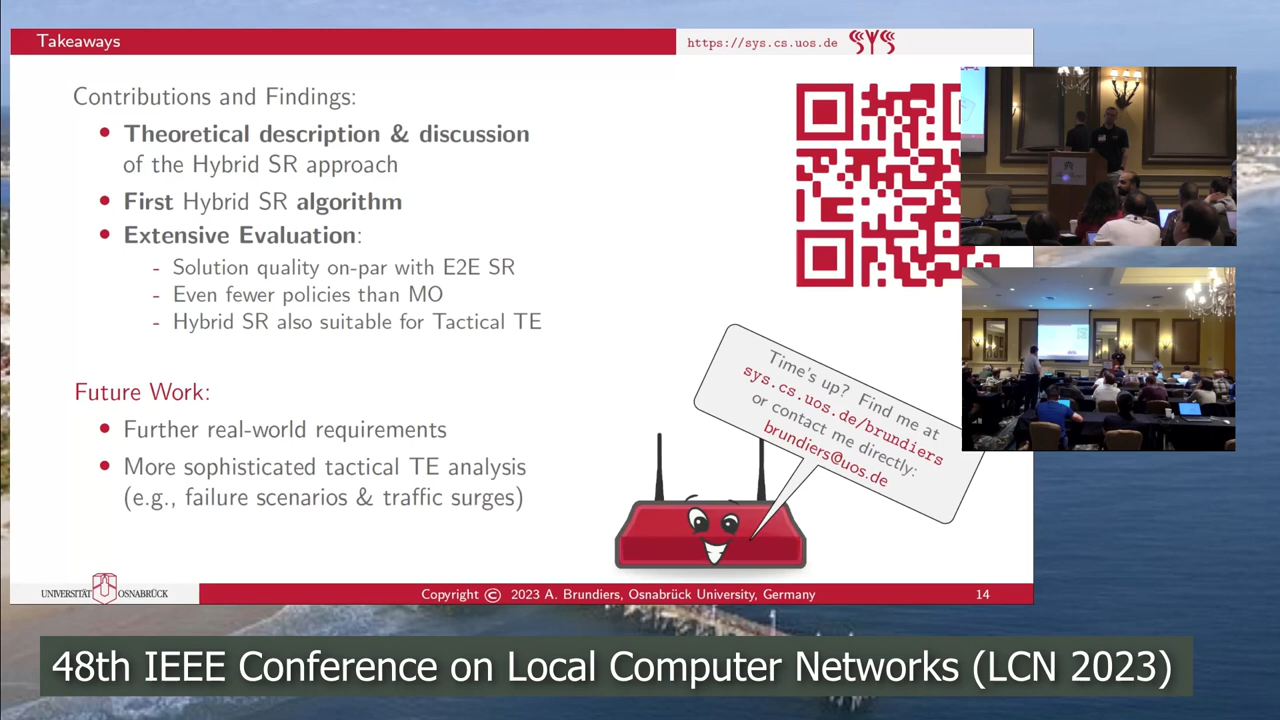 Takeaways
https://sys.cs.uos.de
SYS
Contributions and Findings:
• Theoretical description & discussion
of the Hybrid SR approach
• First Hybrid SR algorithm
• Extensive Evaluation:
- Solution quality on-par with E2E SR
- Even fewer policies than MO
- Hybrid SR also suitable for Tactical TE
Future Work:
• Further real-world requirements
• More sophisticated tactical TE analysis
(e.g., failure scenarios & traffic surges)
Time's up? Find me at
sys.cs.uos.de/brundiers
or contact me directly:
brundiers@uos.de
UNIVERSITÄT OSNABRÜCK
Copyright © 2023 A. Brundiers, Osnabrück University, Germany
14
48th IEEE Conference on Local Computer Networks (LCN 2023)